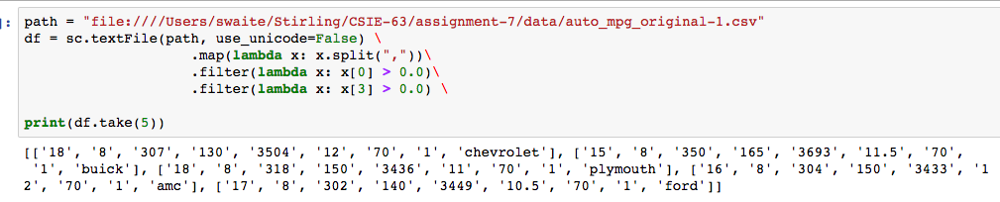 ]: path = "file:////Users/swaite/Stirling/CSIE-63/assignment-7/data/auto_mpg_original-1.csv"
df = sc.textFile(path, use_unicode=False) \
.map(lambda x: x.split(","))\
.filter(lambda x: x[0] > 0.0)\
.filter(lambda x: x[3] > 0.0) \
print(df.take(5))
[['18', '8', '307', '130', '3504', '12', '70', '1', 'chevrolet'], ['15', '8', '350', '165', '3693', '11.5', '70',
'1', 'buick'], ['18', '8', '318', '150', '3436', '11', '70', '1', 'plymouth'], ['16', '8', '304', '150', '3433', '1
2', '70', '1', 'amc'], ['17', '8', '302', '140', '3449', '10.5', '70', '1', 'ford']]